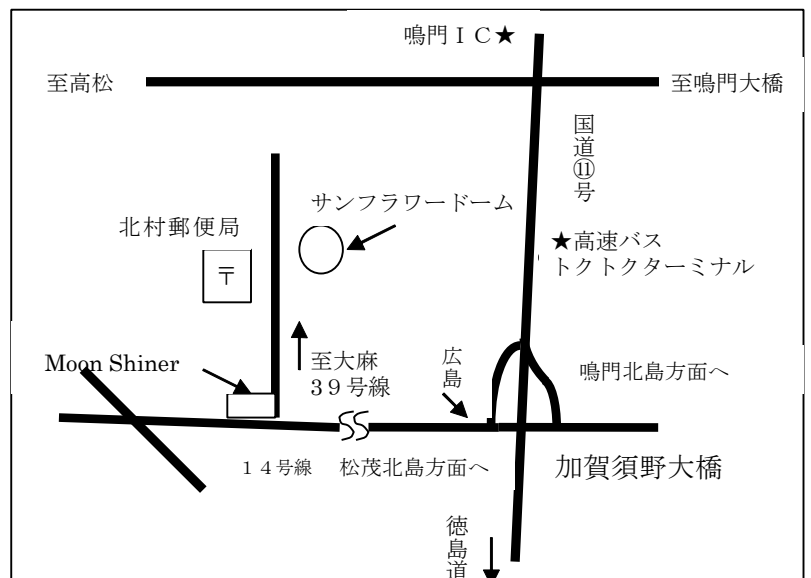 鳴門ＩＣ★
至高松
至鳴門大橋
国道⑪号
サンフラワードーム
北村郵便局
〒
★高速バス
トクトクターミナル
Moon Shiner
至大麻
３９号線
広島
鳴門北島方面へ
１４号線
松茂北島方面へ
加賀須野大橋
徳島道